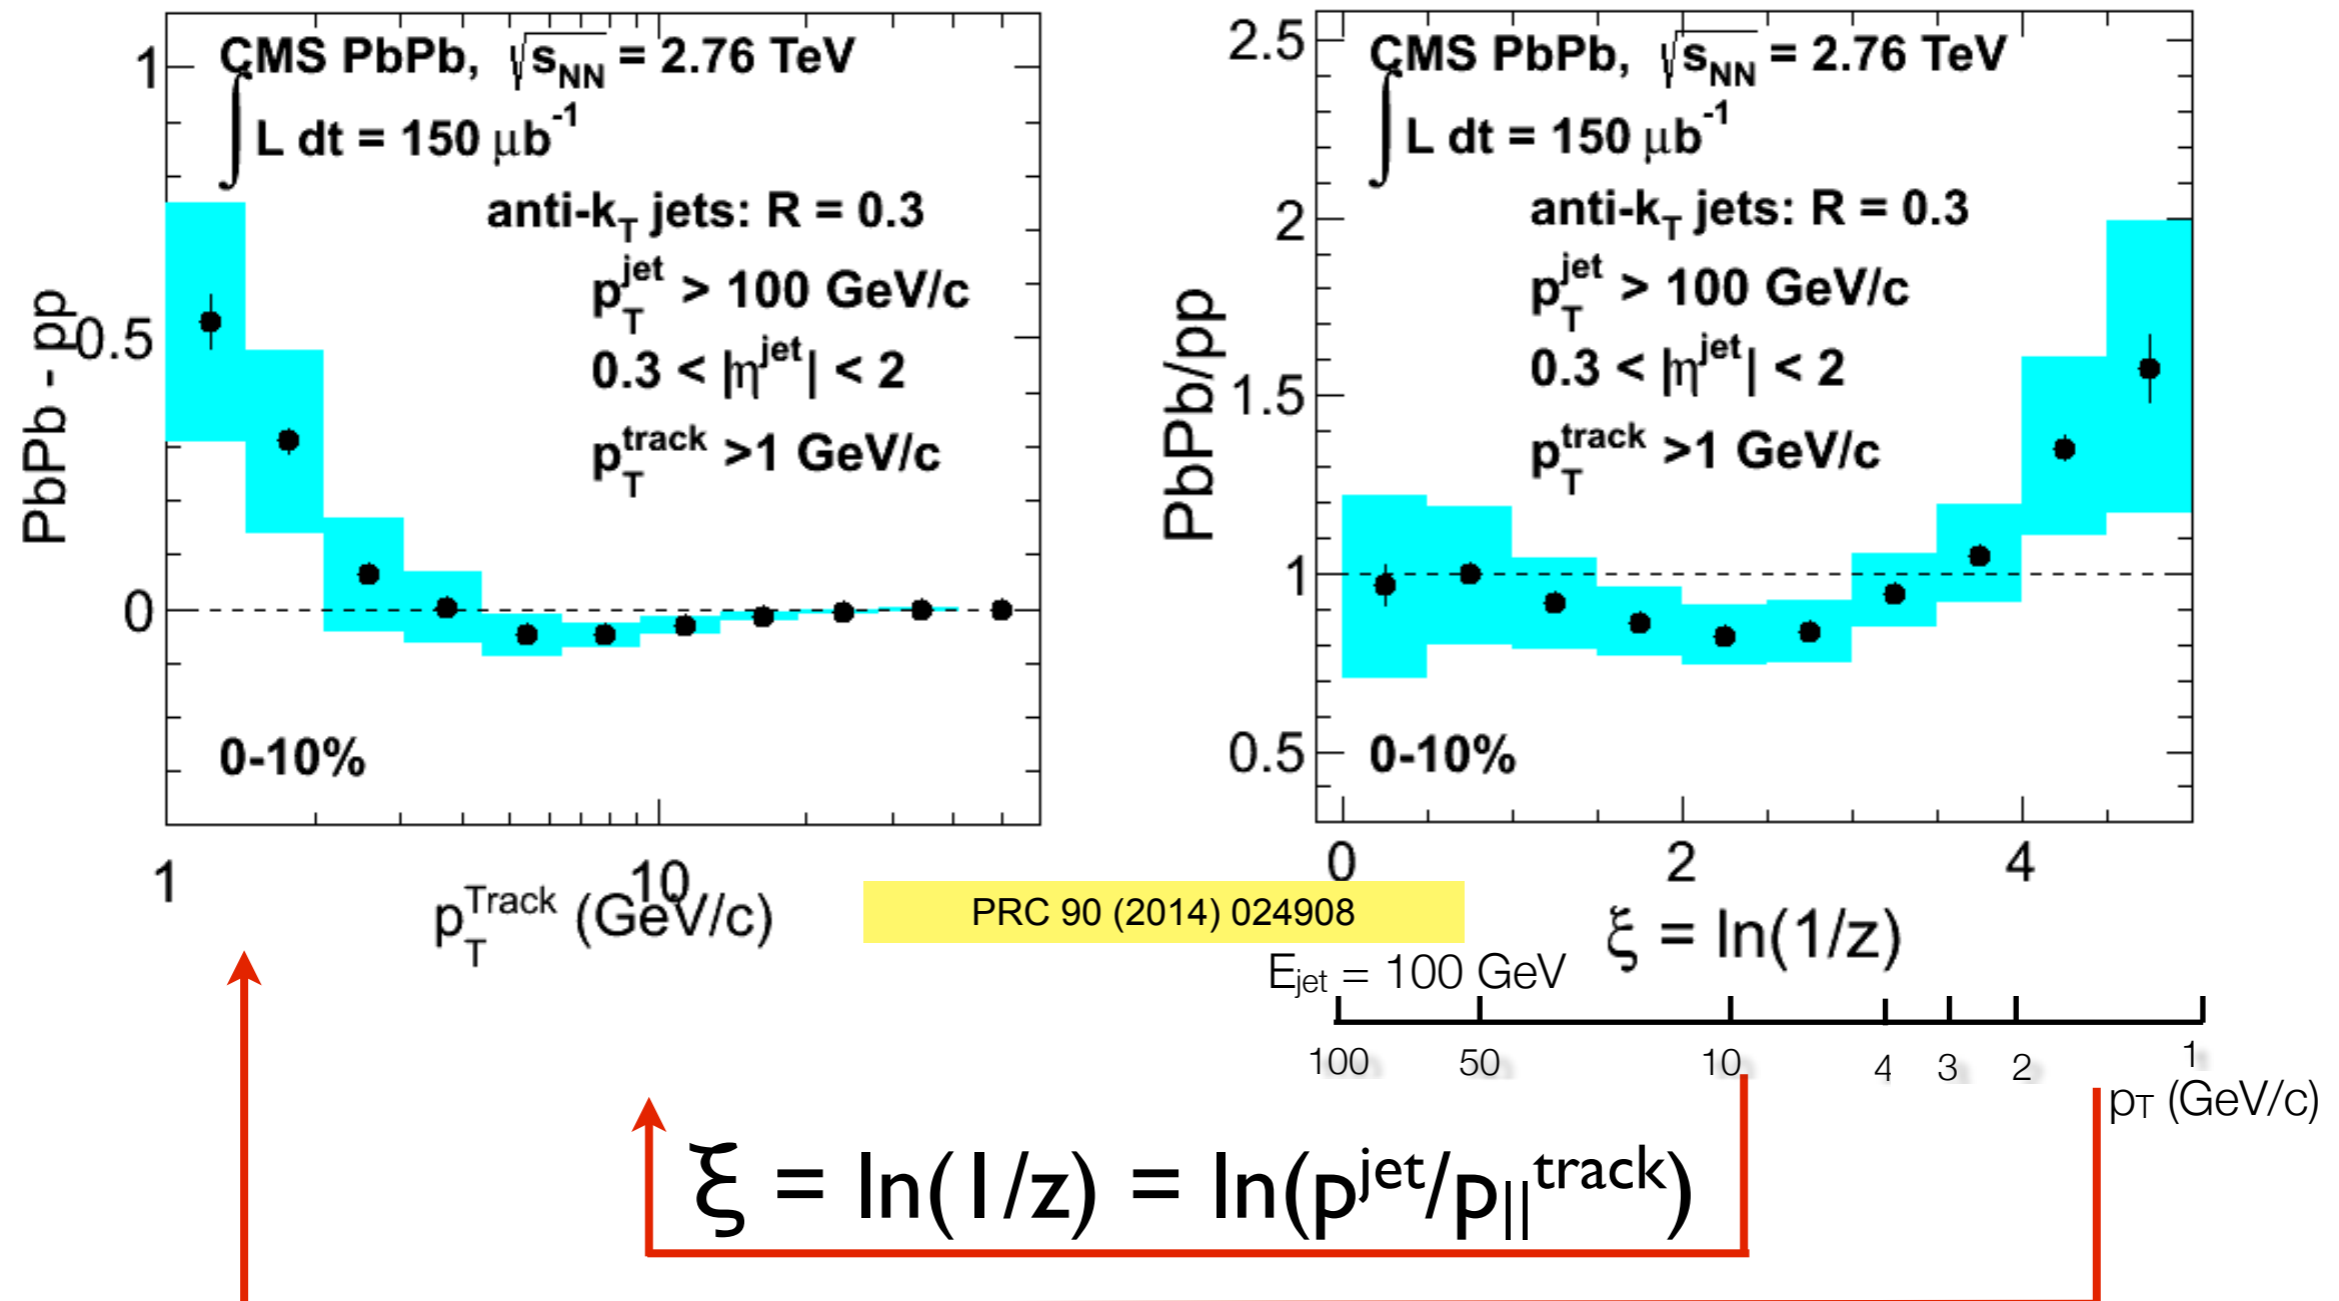 CMS PbPb, √sNN = 2.76 TeV
∫ L dt = 150 μb-1
anti-kT jets: R = 0.3
pTjet > 100 GeV/c
0.3 < |ηjet| < 2
pTtrack >1 GeV/c
0-10%
PbPb - pp
1
0.5
0
1
10
pTTrack (GeV/c)
CMS PbPb, √sNN = 2.76 TeV
∫ L dt = 150 μb-1
anti-kT jets: R = 0.3
pTjet > 100 GeV/c
0.3 < |ηjet| < 2
pTtrack >1 GeV/c
0-10%
PbPb/pp
2.5
2
1.5
1
0.5
0
2
4
ξ = ln(1/z)
PRC 90 (2014) 024908
Ejet = 100 GeV
100
50
10
4
3
2
1
pT (GeV/c)
ξ = ln(1/z) = ln(pjet/p||track)